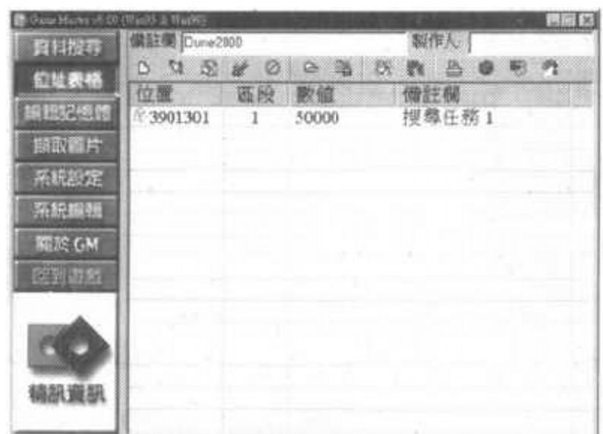 Game Master v6.00 (Win95 & Win98)
資料搜尋
位址表格
編輯記憶體
擷取圖片
系統設定
系統編輯
關於 GM
回到遊戲
精訊資訊
備註欄 Dune2000
製作人
位置 區段 數值 備註欄
3901301 1 50000 搜尋任務 1